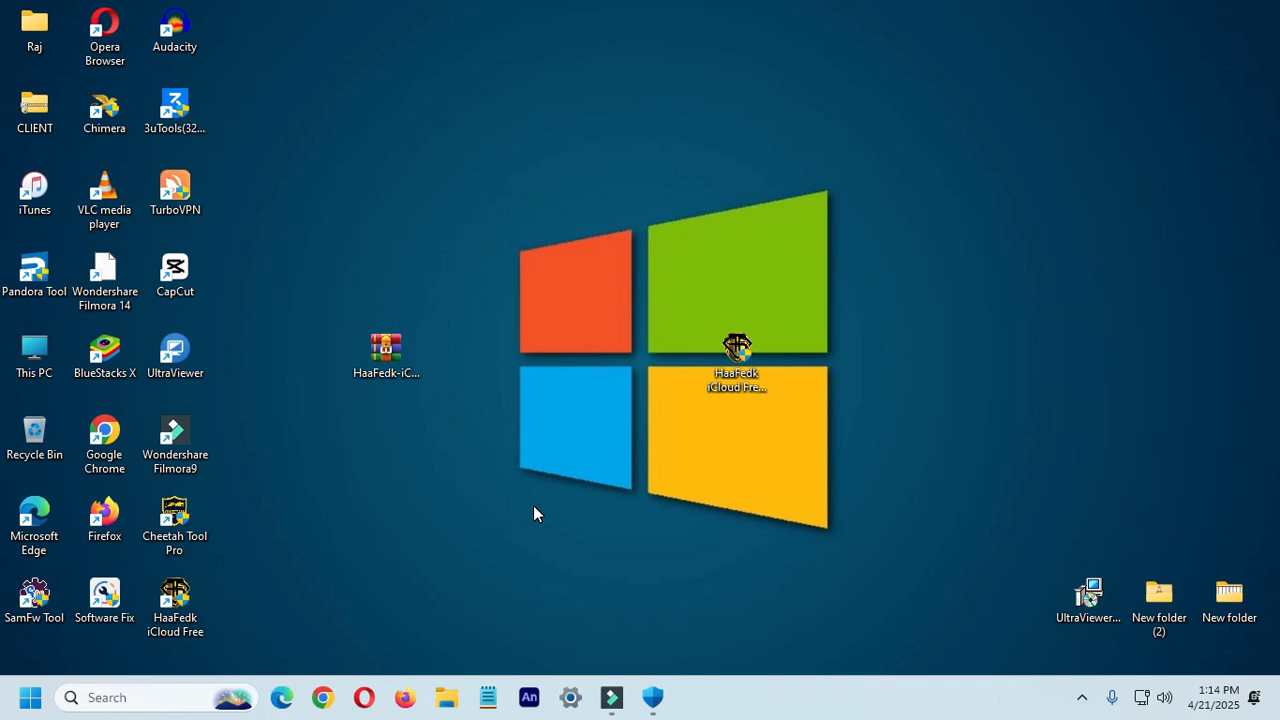 Raj
Opera
Browser
Audacity
CLIENT
Chimera
3uTools(32...
iTunes
VLC media
player
TurboVPN
Pandora Tool
Wondershare
Filmora 14
CapCut
This PC
BlueStacks X
UltraViewer
Recycle Bin
Google
Chrome
Wondershare
Filmora9
Microsoft
Edge
Firefox
Cheetah Tool
Pro
SamFw Tool
Software Fix
HaaFedk
iCloud Free
HaaFedk-iC...
HaaFedk
iCloud Fre...
UltraViewer...
New folder
(2)
New folder
Search
An
1:14 PM
4/21/2025